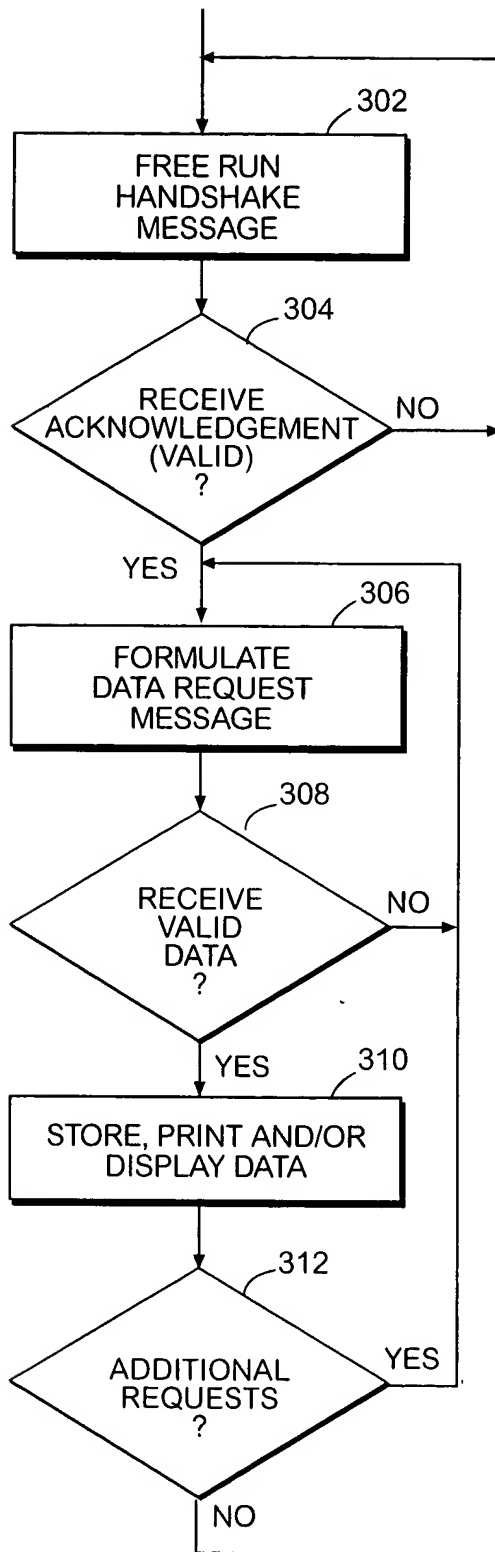 302
FREE RUN
HANDSHAKE
MESSAGE
304
RECEIVE
ACKNOWLEDGEMENT
(VALID)
?
NO
YES
306
FORMULATE
DATA REQUEST
MESSAGE
308
RECEIVE
VALID
DATA
?
NO
YES
310
STORE, PRINT AND/OR
DISPLAY DATA
312
ADDITIONAL
REQUESTS
?
YES
NO